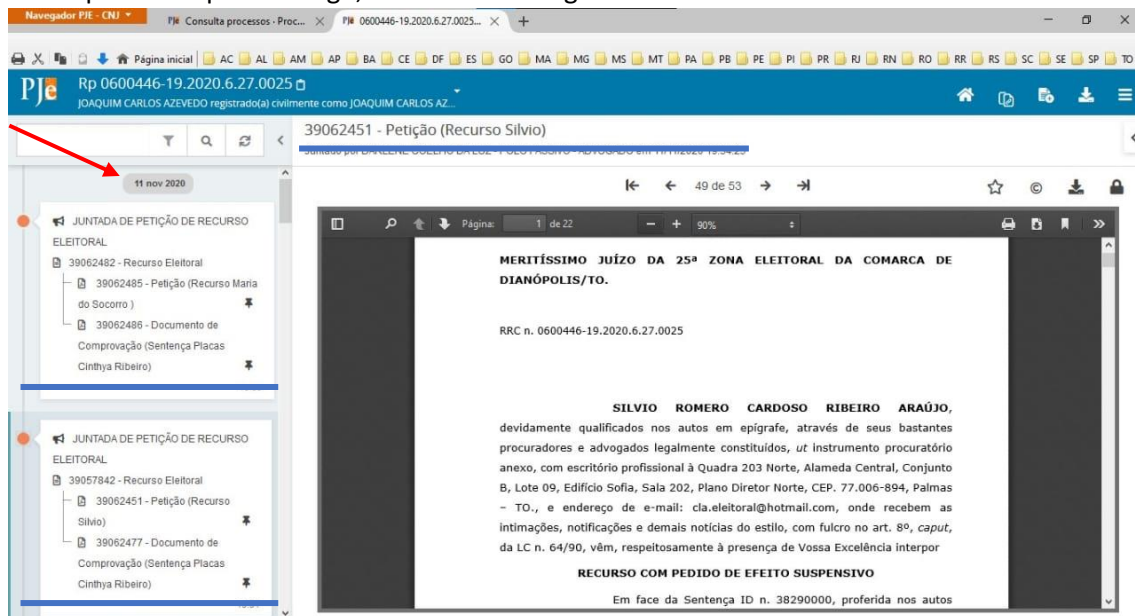 Navegador PJE - CNJ
Consulta processos · Proc...
0600446-19.2020.6.27.0025...
Página inicial AC AL AM AP BA CE DF ES GO MA MG MS MT PA PB PE PI PR RJ RN RO RR RS SC SE SP TO
PJe
Rp 0600446-19.2020.6.27.0025
JOAQUIM CARLOS AZEVEDO registrado(a) civilmente como JOAQUIM CARLOS AZ...
39062451 - Petição (Recurso Silvio)
11 nov 2020
49 de 53
JUNTADA DE PETIÇÃO DE RECURSO
ELEITORAL
39062482 - Recurso Eleitoral
39062485 - Petição (Recurso Maria
do Socorro )
39062486 - Documento de
Comprovação (Sentença Placas
Cinthya Ribeiro)
JUNTADA DE PETIÇÃO DE RECURSO
ELEITORAL
39057842 - Recurso Eleitoral
39062451 - Petição (Recurso
Silvio)
39062477 - Documento de
Comprovação (Sentença Placas
Cinthya Ribeiro)
Página: 1 de 22 90%
MERITÍSSIMO JUÍZO DA 25ª ZONA ELEITORAL DA COMARCA DE
DIANÓPOLIS/TO.
RRC n. 0600446-19.2020.6.27.0025
SILVIO ROMERO CARDOSO RIBEIRO ARAÚJO,
devidamente qualificados nos autos em epígrafe, através de seus bastantes
procuradores e advogados legalmente constituídos, ut instrumento procuratório
anexo, com escritório profissional à Quadra 203 Norte, Alameda Central, Conjunto
B, Lote 09, Edifício Sofia, Sala 202, Plano Diretor Norte, CEP. 77.006-894, Palmas
– TO., e endereço de e-mail: cla.eleitoral@hotmail.com, onde recebem as
intimações, notificações e demais notícias do estilo, com fulcro no art. 8º, caput,
da LC n. 64/90, vêm, respeitosamente à presença de Vossa Excelência interpor
RECURSO COM PEDIDO DE EFEITO SUSPENSIVO
Em face da Sentença ID n. 38290000, proferida nos autos